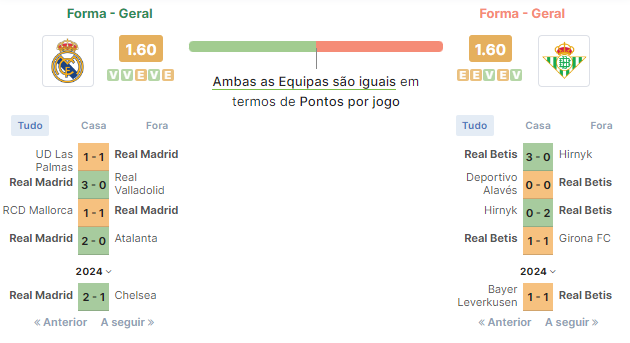 Forma - Geral
1.60
V V E V E
Ambas as Equipas são iguais em
termos de Pontos por jogo
Forma - Geral
1.60
E E V E V
Tudo Casa Fora
UD Las
Palmas 1 - 1 Real Madrid
Real Madrid 3 - 0 Real
Valladolid
RCD Mallorca 1 - 1 Real Madrid
Real Madrid 2 - 0 Atalanta
2024
Real Madrid 2 - 1 Chelsea
« Anterior A seguir »
Tudo Casa Fora
Real Betis 3 - 0 Hirnyk
Deportivo
Alavés 0 - 0 Real Betis
Hirnyk 0 - 2 Real Betis
Real Betis 1 - 1 Girona FC
2024
Bayer
Leverkusen 1 - 1 Real Betis
« Anterior A seguir »